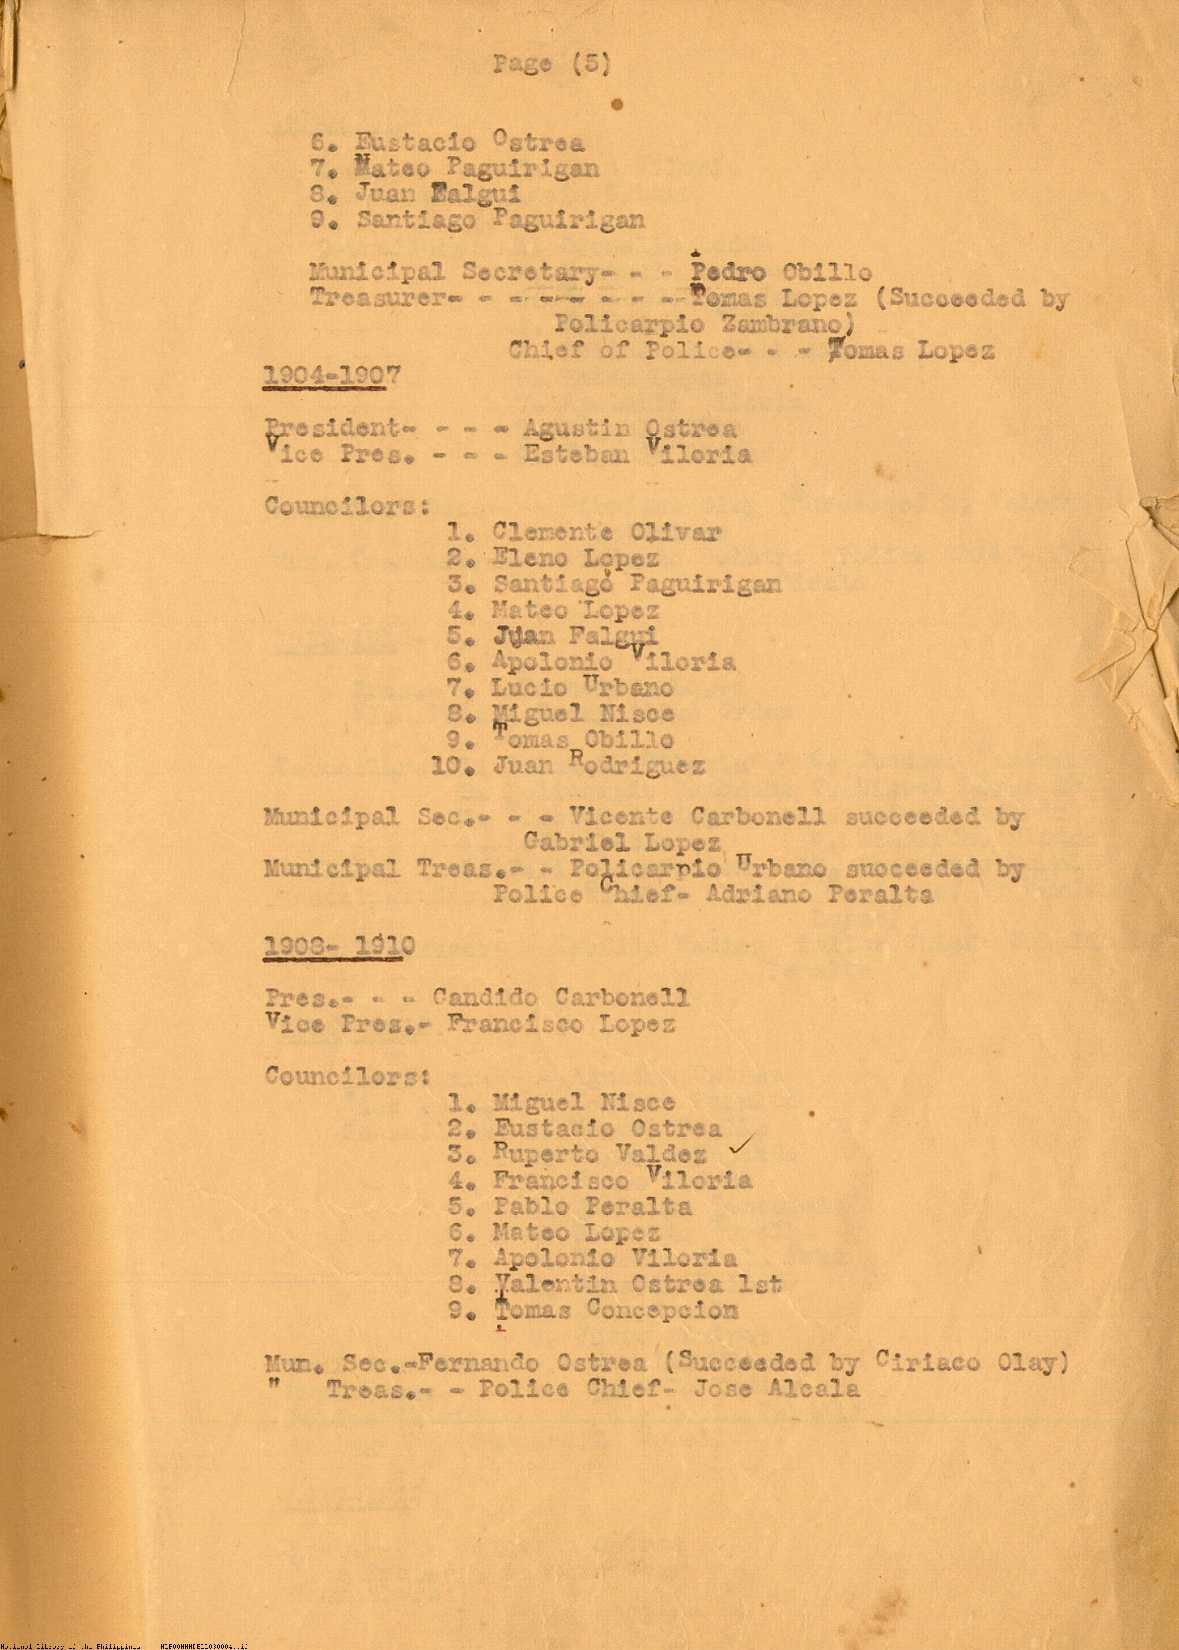 Page (5)
6. Eustacio Ostrea
7. Mateo Paguirigan
8. Juan Falgui
9. Santiago Paguirigan
Municipal Secretary- - - Pedro Obillo
Treasurer- - - - - - - - Tomas Lopez (Succeeded by
Policarpio Zambrano)
Chief of Police- - - Tomas Lopez
1904-1907
President- - - - Agustin Ostrea
Vice Pres. - - - Esteban Viloria
Councilors:
1. Clemente Olivar
2. Eleno Lopez
3. Santiago Paguirigan
4. Mateo Lopez
5. Juan Falgui
6. Apolonio Viloria
7. Lucio Urbano
8. Miguel Nisce
9. Tomas Obillo
10. Juan Rodriguez
Municipal Sec.- - - Vicente Carbonell succeeded by
Gabriel Lopez
Municipal Treas.- - Policarpio Urbano succeeded by
Police Chief- Adriano Peralta
1908- 1910
Pres.- - - Candido Carbonell
Vice Pres.- Francisco Lopez
Councilors:
1. Miguel Nisce
2. Eustacio Ostrea
3. Ruperto Valdez
4. Francisco Viloria
5. Pablo Peralta
6. Mateo Lopez
7. Apolonio Viloria
8. Valentin Ostrea 1st
9. Tomas Concepcion
Mun. Sec.-Fernando Ostrea (Succeeded by Ciriaco Olay)
" Treas.- - Police Chief- Jose Alcala
National Library of the Philippines